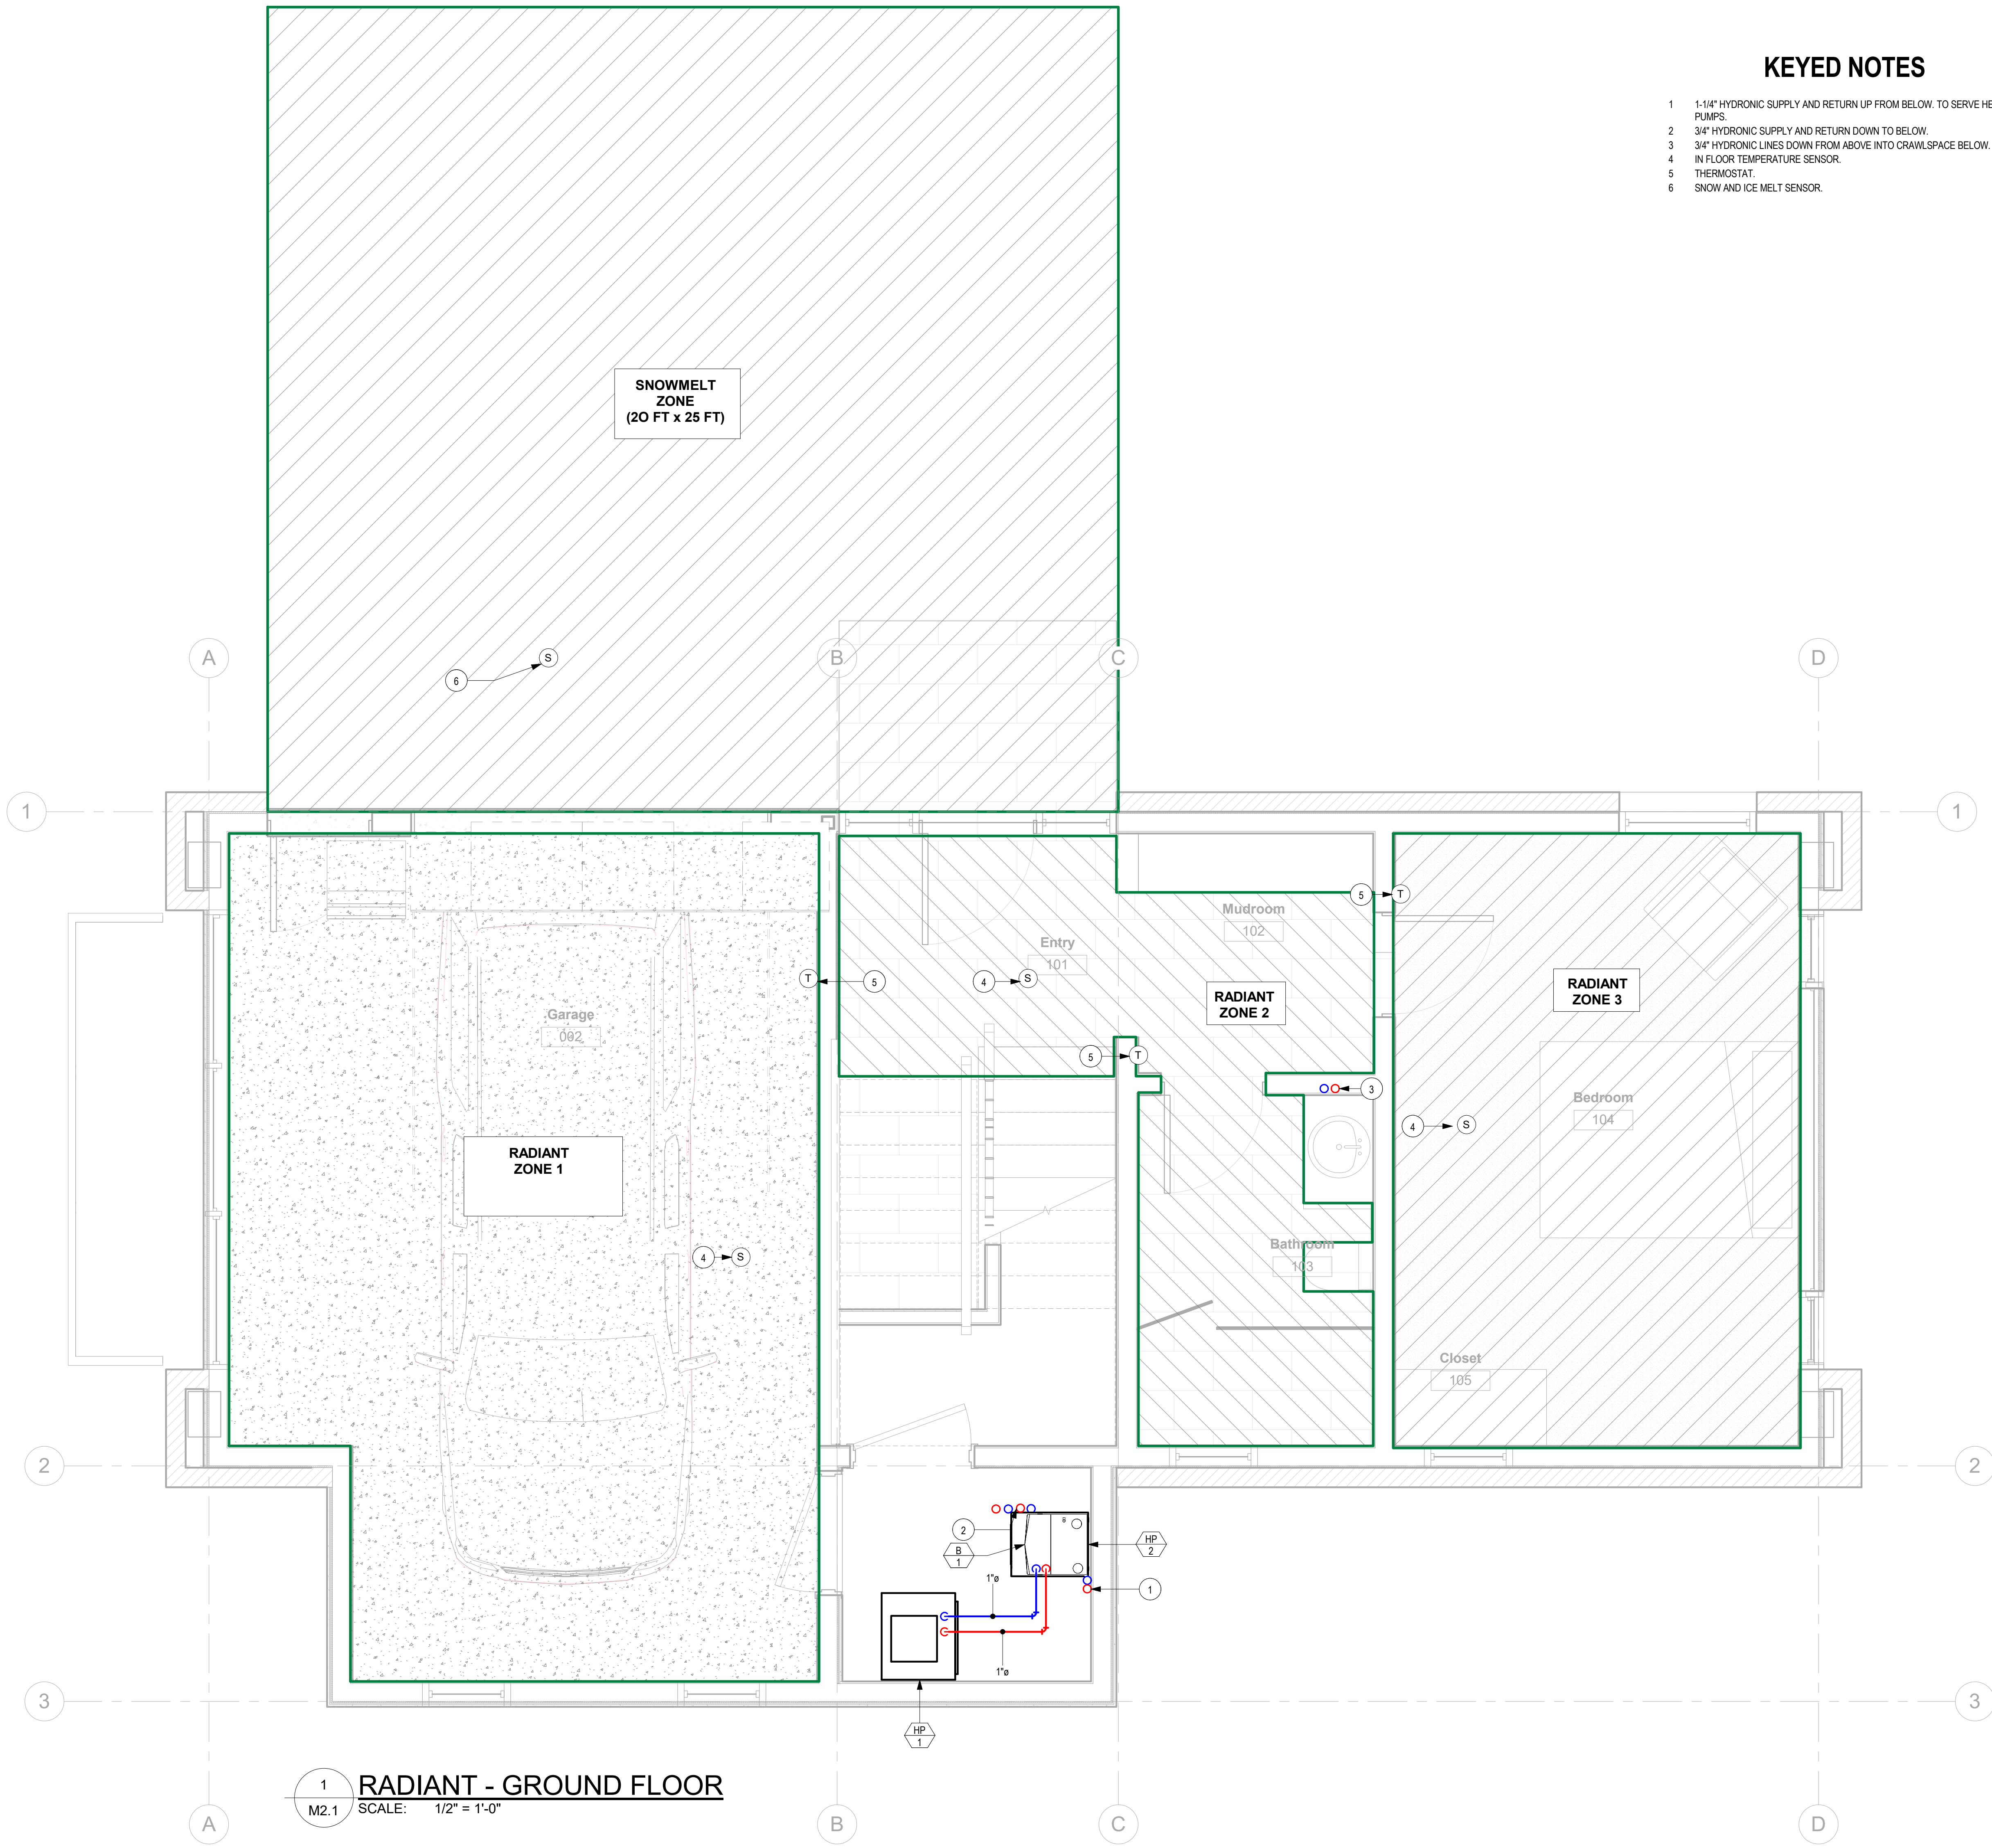 KEYED NOTES
1 1-1/4" HYDRONIC SUPPLY AND RETURN UP FROM BELOW. TO SERVE HE
PUMPS.
2 3/4" HYDRONIC SUPPLY AND RETURN DOWN TO BELOW.
3 3/4" HYDRONIC LINES DOWN FROM ABOVE INTO CRAWLSPACE BELOW.
4 IN FLOOR TEMPERATURE SENSOR.
5 THERMOSTAT.
6 SNOW AND ICE MELT SENSOR.
SNOWMELT
ZONE
(2O FT x 25 FT)
A
B
C
D
6
S
1
1
5
T
Mudroom
102
Entry
101
T
5
4
S
RADIANT
ZONE 2
RADIANT
ZONE 3
Garage
002
5
T
3
Bedroom
104
4
S
RADIANT
ZONE 1
Bathroom
103
4
S
Closet
105
2
2
2
B
1
HP
2
1"ø
1
1"ø
3
3
HP
1
1
M2.1
RADIANT - GROUND FLOOR
SCALE: 1/2" = 1'-0"
A
B
C
D